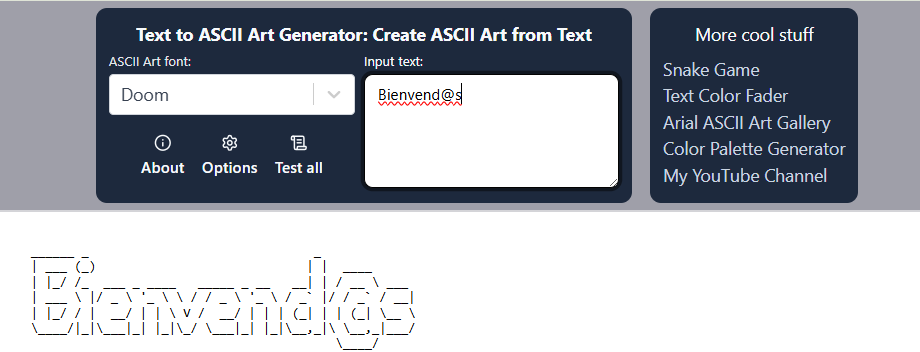 Text to ASCII Art Generator: Create ASCII Art from Text
ASCII Art font:
Doom
About
Options
Test all
Input text:
Bienvend@s
More cool stuff
Snake Game
Text Color Fader
Arial ASCII Art Gallery
Color Palette Generator
My YouTube Channel
Bienvend@s